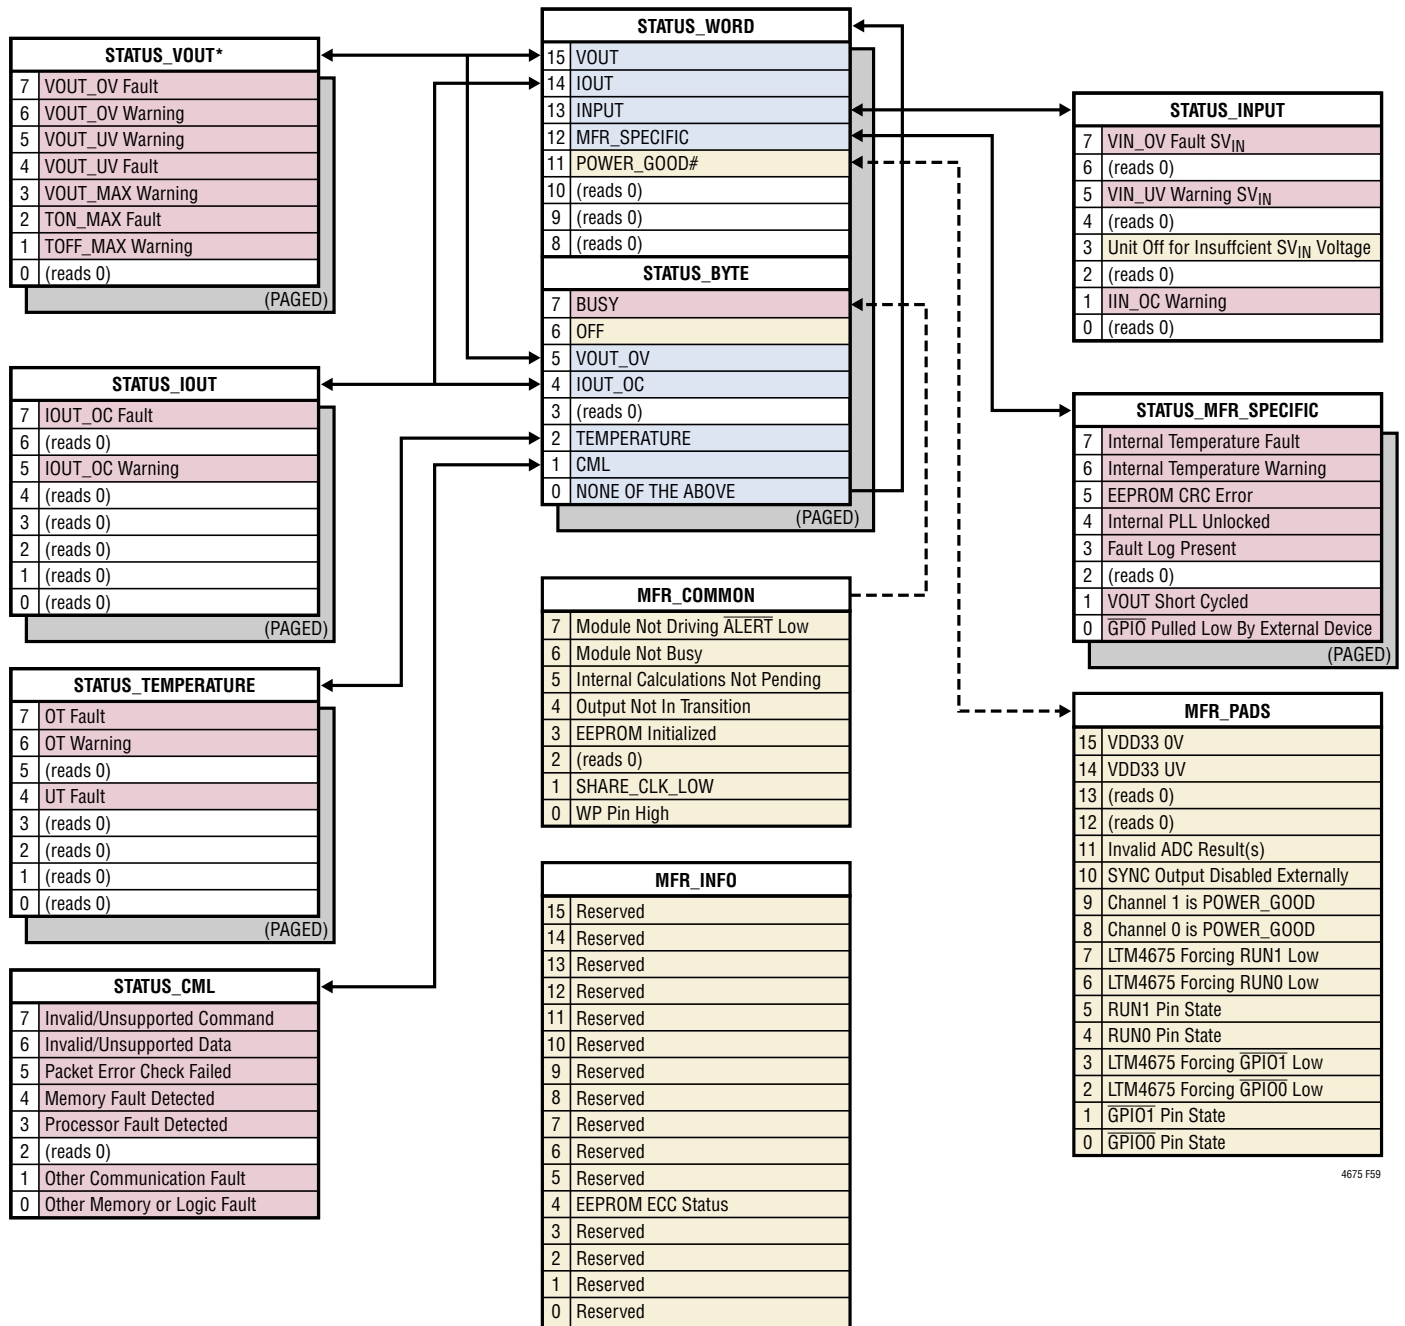 STATUS_VOUT*
7 VOUT_OV Fault
6 VOUT_OV Warning
5 VOUT_UV Warning
4 VOUT_UV Fault
3 VOUT_MAX Warning
2 TON_MAX Fault
1 TOFF_MAX Warning
0 (reads 0)
(PAGED)
STATUS_IOUT
7 IOUT_OC Fault
6 (reads 0)
5 IOUT_OC Warning
4 (reads 0)
3 (reads 0)
2 (reads 0)
1 (reads 0)
0 (reads 0)
(PAGED)
STATUS_TEMPERATURE
7 OT Fault
6 OT Warning
5 (reads 0)
4 UT Fault
3 (reads 0)
2 (reads 0)
1 (reads 0)
0 (reads 0)
(PAGED)
STATUS_CML
7 Invalid/Unsupported Command
6 Invalid/Unsupported Data
5 Packet Error Check Failed
4 Memory Fault Detected
3 Processor Fault Detected
2 (reads 0)
1 Other Communication Fault
0 Other Memory or Logic Fault
STATUS_WORD
15 VOUT
14 IOUT
13 INPUT
12 MFR_SPECIFIC
11 POWER_GOOD#
10 (reads 0)
9 (reads 0)
8 (reads 0)
STATUS_BYTE
7 BUSY
6 OFF
5 VOUT_OV
4 IOUT_OC
3 (reads 0)
2 TEMPERATURE
1 CML
0 NONE OF THE ABOVE
(PAGED)
MFR_COMMON
7 Module Not Driving ALERT Low
6 Module Not Busy
5 Internal Calculations Not Pending
4 Output Not In Transition
3 EEPROM Initialized
2 (reads 0)
1 SHARE_CLK_LOW
0 WP Pin High
MFR_INFO
15 Reserved
14 Reserved
13 Reserved
12 Reserved
11 Reserved
10 Reserved
9 Reserved
8 Reserved
7 Reserved
6 Reserved
5 Reserved
4 EEPROM ECC Status
3 Reserved
2 Reserved
1 Reserved
0 Reserved
STATUS_INPUT
7 VIN_OV Fault SVIN
6 (reads 0)
5 VIN_UV Warning SVIN
4 (reads 0)
3 Unit Off for Insuffcient SVIN Voltage
2 (reads 0)
1 IIN_OC Warning
0 (reads 0)
STATUS_MFR_SPECIFIC
7 Internal Temperature Fault
6 Internal Temperature Warning
5 EEPROM CRC Error
4 Internal PLL Unlocked
3 Fault Log Present
2 (reads 0)
1 VOUT Short Cycled
0 GPIO Pulled Low By External Device
(PAGED)
MFR_PADS
15 VDD33 OV
14 VDD33 UV
13 (reads 0)
12 (reads 0)
11 Invalid ADC Result(s)
10 SYNC Output Disabled Externally
9 Channel 1 is POWER_GOOD
8 Channel 0 is POWER_GOOD
7 LTM4675 Forcing RUN1 Low
6 LTM4675 Forcing RUN0 Low
5 RUN1 Pin State
4 RUN0 Pin State
3 LTM4675 Forcing GPIO1 Low
2 LTM4675 Forcing GPIO0 Low
1 GPIO1 Pin State
0 GPIO0 Pin State
4675 F59